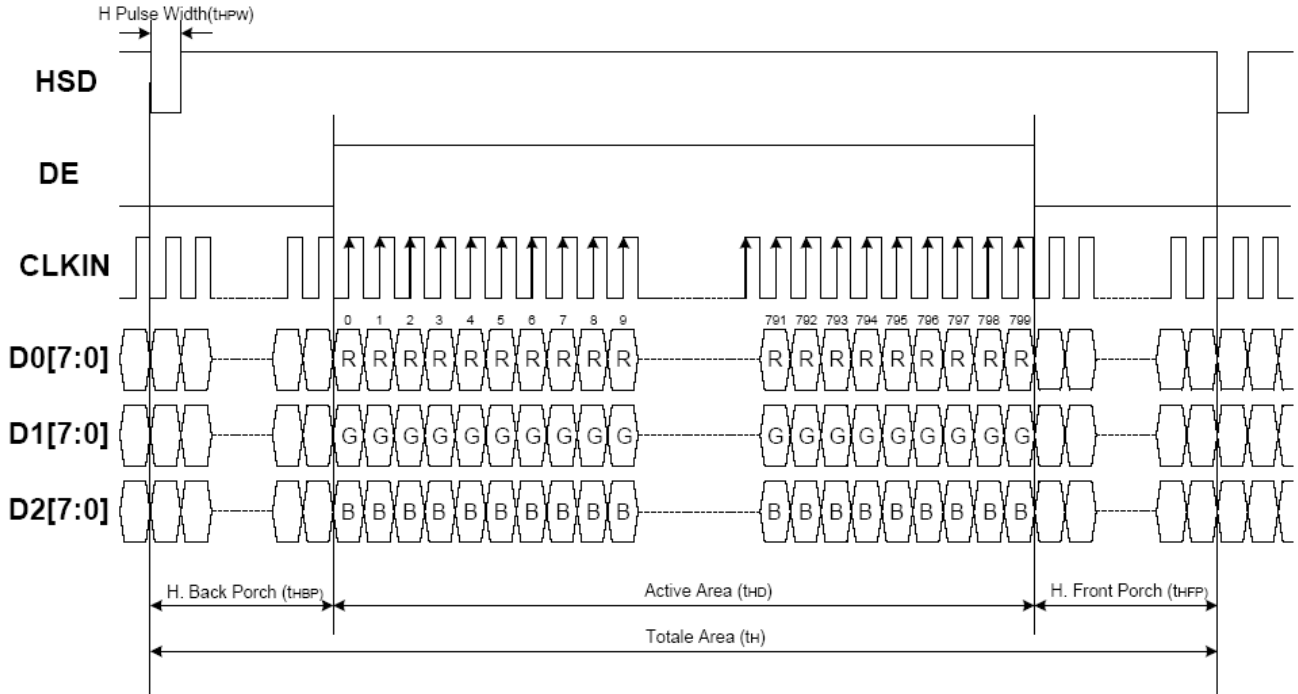 H Pulse Width(tHPW)
HSD
DE
CLKIN
0 1 2 3 4 5 6 7 8 9 791 792 793 794 795 796 797 798 799
D0[7:0] R R R R R R R R R R R R R R R R R R R
D1[7:0] G G G G G G G G G G G G G G G G G G G
D2[7:0] B B B B B B B B B B B B B B B B B B B
H. Back Porch (tHBP) Active Area (tHD) H. Front Porch (tHFP)
Totale Area (tH)